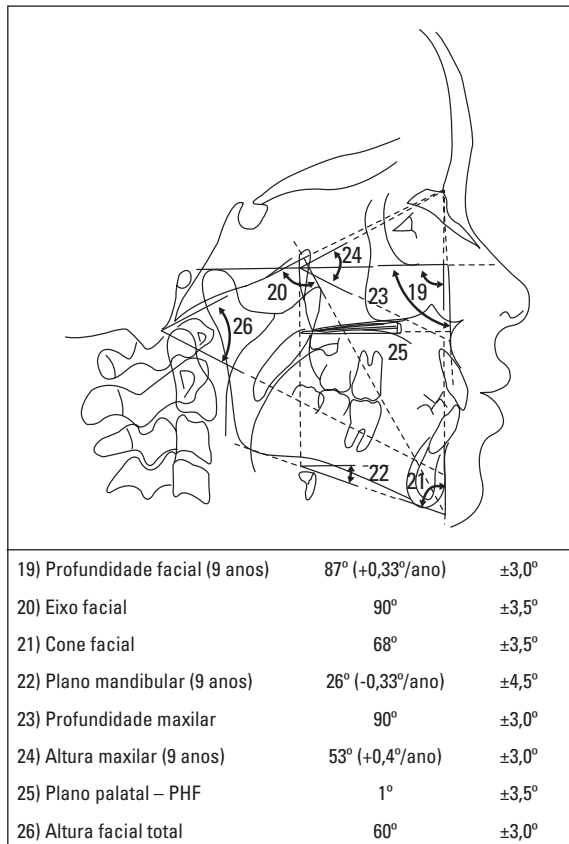 24
20
23
19
26
25
22
21
19) Profundidade facial (9 anos) 87º (+0,33º/ano) ±3,0º
20) Eixo facial 90º ±3,5º
21) Cone facial 68º ±3,5º
22) Plano mandibular (9 anos) 26º (-0,33º/ano) ±4,5º
23) Profundidade maxilar 90º ±3,0º
24) Altura maxilar (9 anos) 53º (+0,4º/ano) ±3,0º
25) Plano palatal – PHF 1º ±3,5º
26) Altura facial total 60º ±3,0º